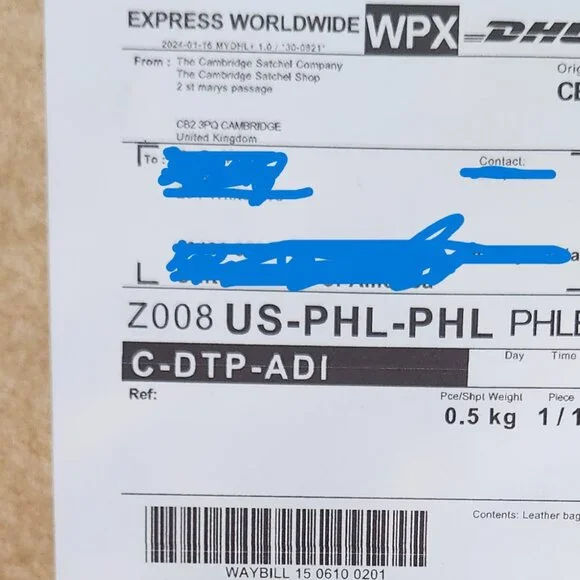 EXPRESS WORLDWIDE WPX DHL
2024-01-16 MYDHL+ 1.0 / *30-0821*
From : The Cambridge Satchel Company
The Cambridge Satchel Shop
2 st marys passage
CB2 3PQ CAMBRIDGE
United Kingdom
To :
Contact:
Z008 US-PHL-PHL PHLE
C-DTP-ADI
Day Time
Ref:
Pce/Shpt Weight Piece
0.5 kg 1/1
Contents: Leather bag
WAYBILL 15 0610 0201